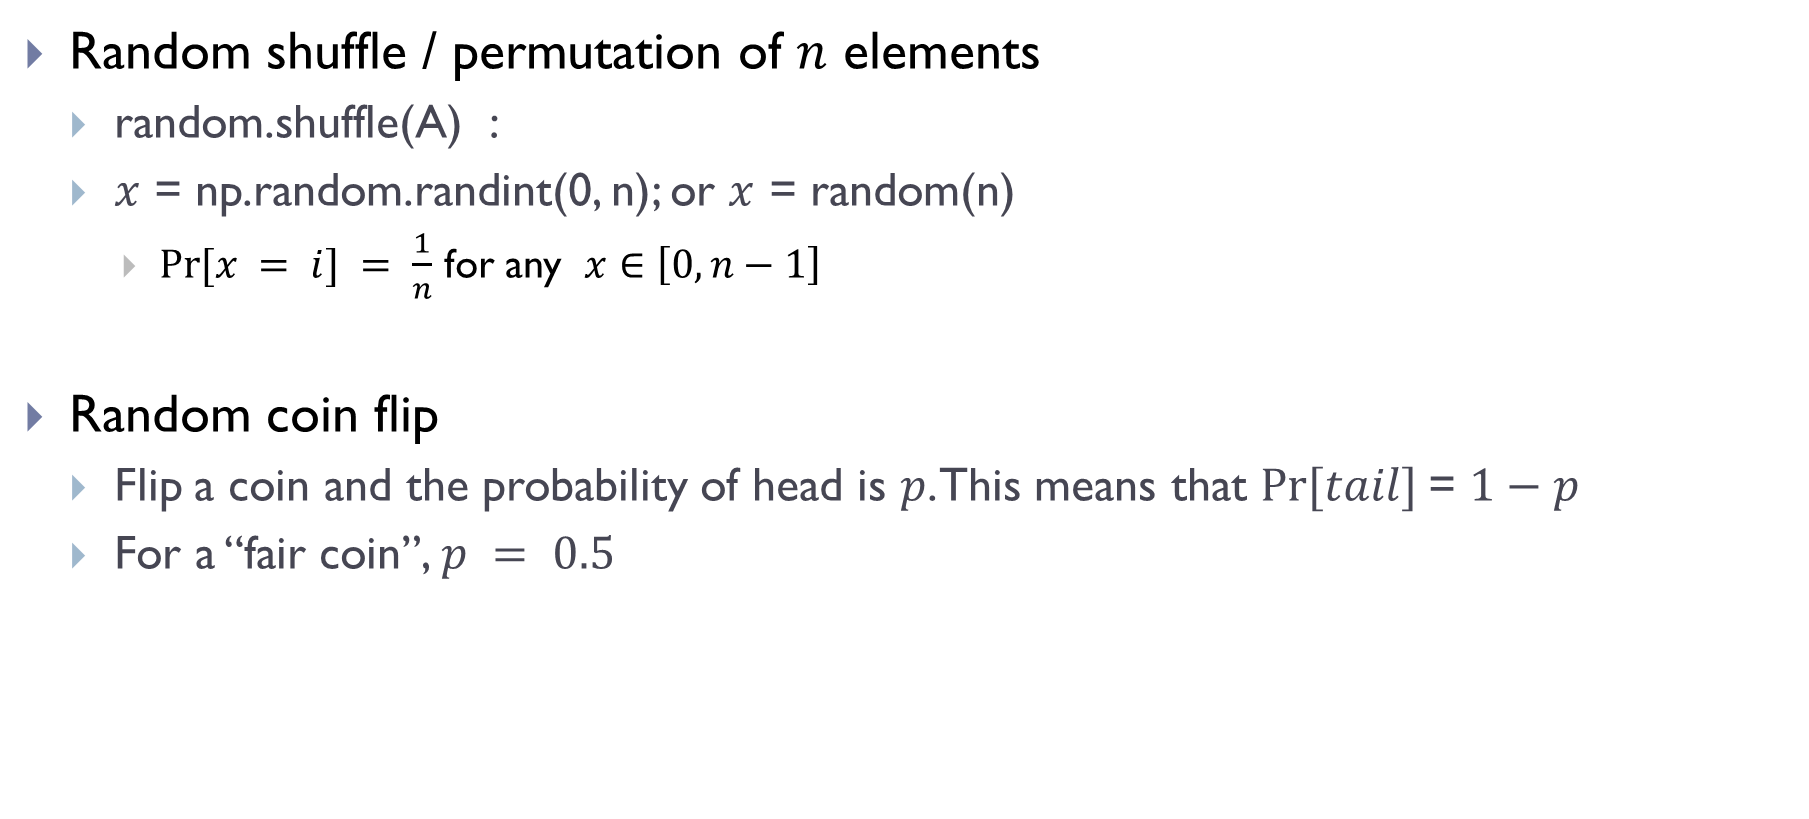 Random shuffle / permutation of n elements
random.shuffle(A) :
x = np.random.randint(0, n); or x = random(n)
Pr[x = i] = 1/n for any x ∈ [0, n − 1]
Random coin flip
Flip a coin and the probability of head is p. This means that Pr[tail] = 1 − p
For a “fair coin”, p = 0.5